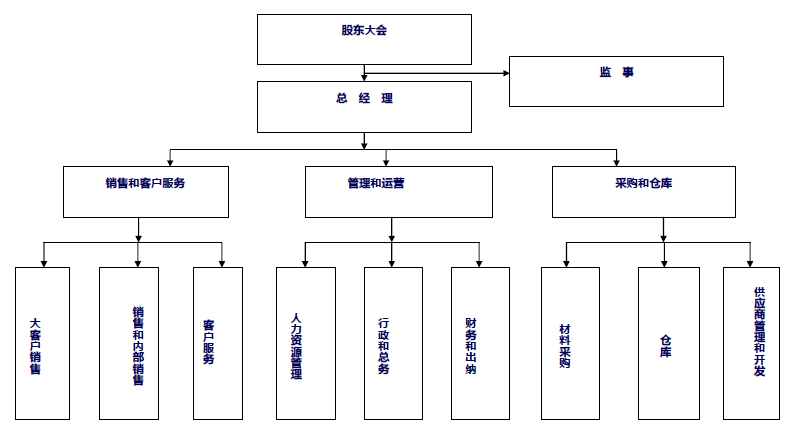 股东大会
监 事
总 经 理
销售和客户服务
管理和运营
采购和仓库
大客户销售
销售和内部销售
客户服务
人力资源管理
行政和总务
财务和出纳
材料采购
仓库
供应商管理和开发